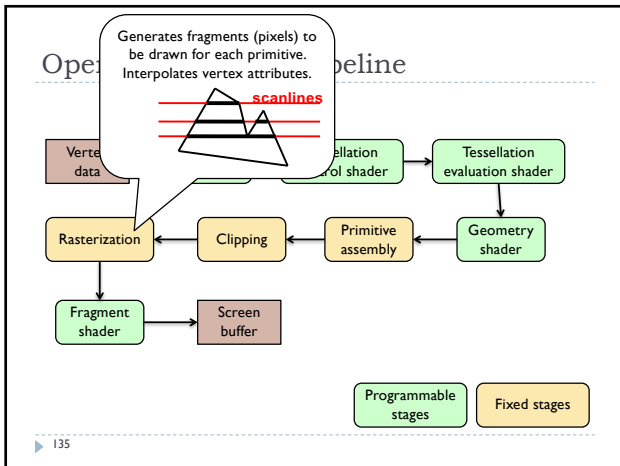 Generates fragments (pixels) to
be drawn for each primitive.
Interpolates vertex attributes.
scanlines
Oper
peline
Verte
data
ellation
rol shader
Tessellation
evaluation shader
Rasterization
Clipping
Primitive
assembly
Geometry
shader
Fragment
shader
Screen
buffer
Programmable
stages
Fixed stages
135